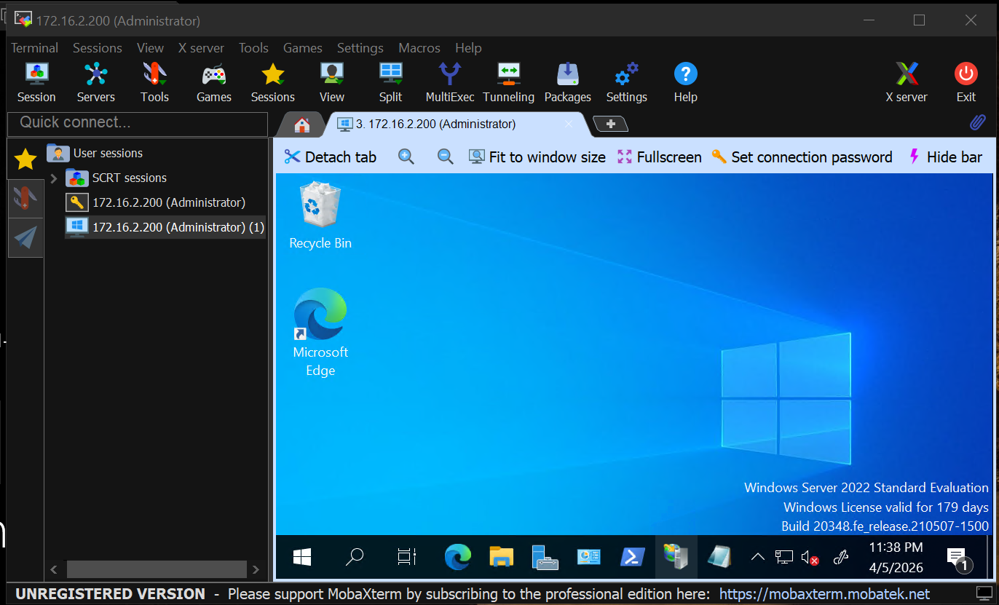 172.16.2.200 (Administrator)
Terminal Sessions View X server Tools Games Settings Macros Help
Session Servers Tools Games Sessions View Split MultiExec Tunneling Packages Settings Help X server Exit
Quick connect...
3. 172.16.2.200 (Administrator)
Detach tab Fit to window size Fullscreen Set connection password Hide bar
User sessions
SCRT sessions
172.16.2.200 (Administrator)
172.16.2.200 (Administrator) (1)
Recycle Bin
Microsoft
Edge
Windows Server 2022 Standard Evaluation
Windows License valid for 179 days
Build 20348.fe_release.210507-1500
11:38 PM
4/5/2026
1
UNREGISTERED VERSION - Please support MobaXterm by subscribing to the professional edition here: https://mobaxterm.mobatek.net